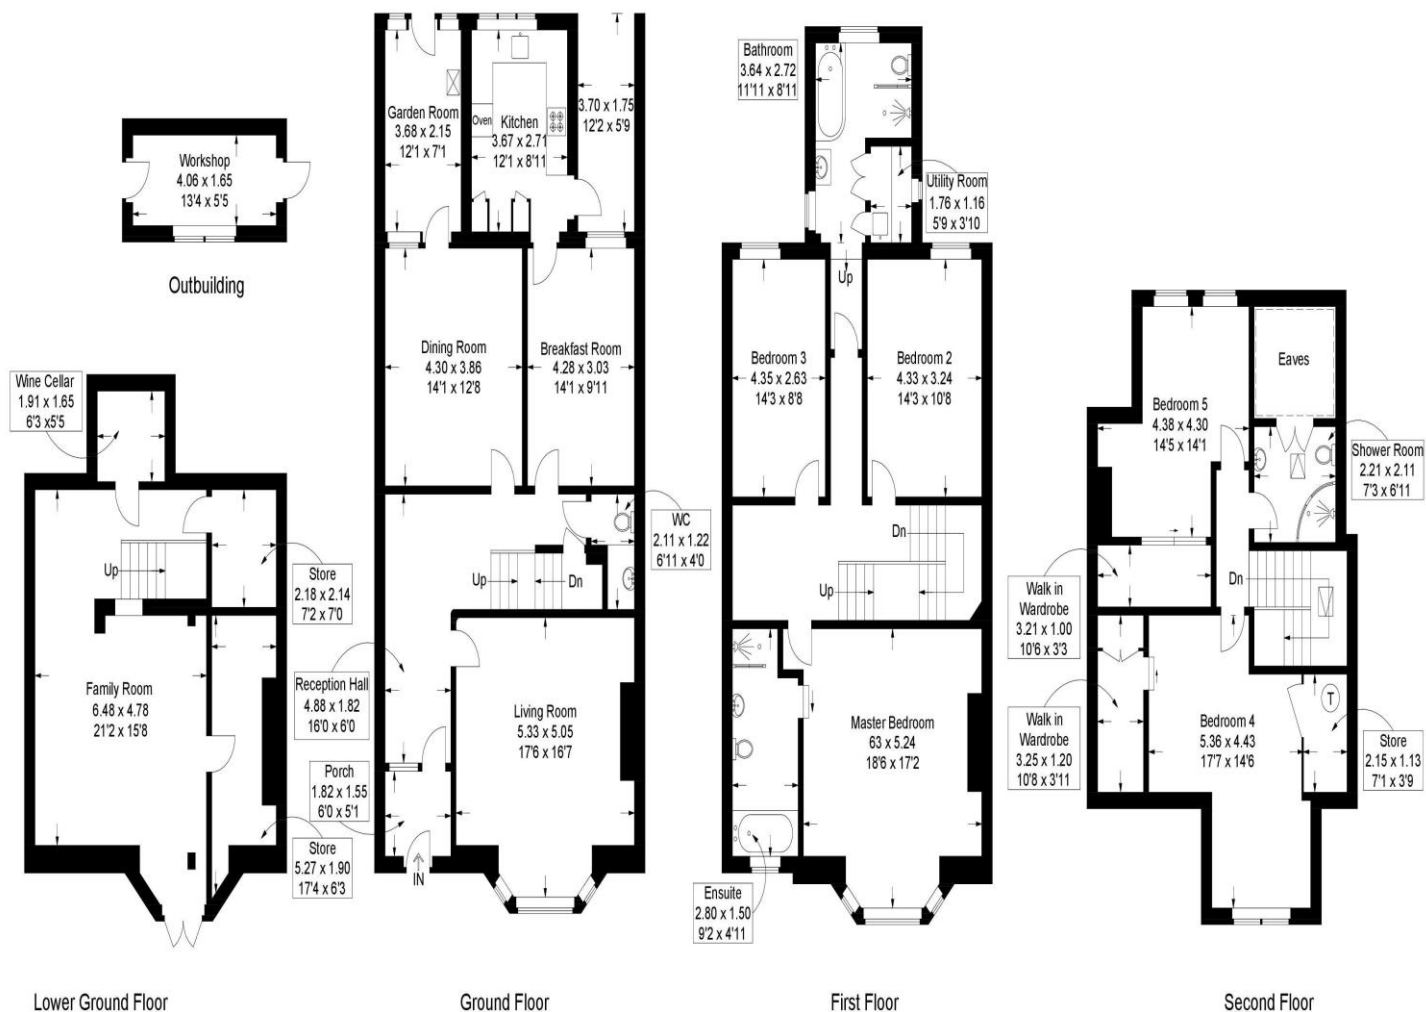 Workshop
4.06 x 1.65
13'4 x 5'5
Outbuilding
Wine Cellar
1.91 x 1.65
6'3 x5'5
Up
Store
2.18 x 2.14
7'2 x 7'0
Family Room
6.48 x 4.78
21'2 x 15'8
Store
5.27 x 1.90
17'4 x 6'3
Lower Ground Floor
Garden Room
3.68 x 2.15
12'1 x 7'1
Oven
Kitchen
3.67 x 2.71
12'1 x 8'11
3.70 x 1.75
12'2 x 5'9
Dining Room
4.30 x 3.86
14'1 x 12'8
Breakfast Room
4.28 x 3.03
14'1 x 9'11
WC
2.11 x 1.22
6'11 x 4'0
Up
Dn
Reception Hall
4.88 x 1.82
16'0 x 6'0
Living Room
5.33 x 5.05
17'6 x 16'7
Porch
1.82 x 1.55
6'0 x 5'1
IN
Ground Floor
Bathroom
3.64 x 2.72
11'11 x 8'11
Utility Room
1.76 x 1.16
5'9 x 3'10
Up
Bedroom 3
4.35 x 2.63
14'3 x 8'8
Bedroom 2
4.33 x 3.24
14'3 x 10'8
Dn
Up
Master Bedroom
63 x 5.24
18'6 x 17'2
Ensuite
2.80 x 1.50
9'2 x 4'11
First Floor
Eaves
Bedroom 5
4.38 x 4.30
14'5 x 14'1
Shower Room
2.21 x 2.11
7'3 x 6'11
Walk in
Wardrobe
3.21 x 1.00
10'6 x 3'3
Dn
Walk in
Wardrobe
3.25 x 1.20
10'8 x 3'11
Bedroom 4
5.36 x 4.43
17'7 x 14'6
T
Store
2.15 x 1.13
7'1 x 3'9
Second Floor